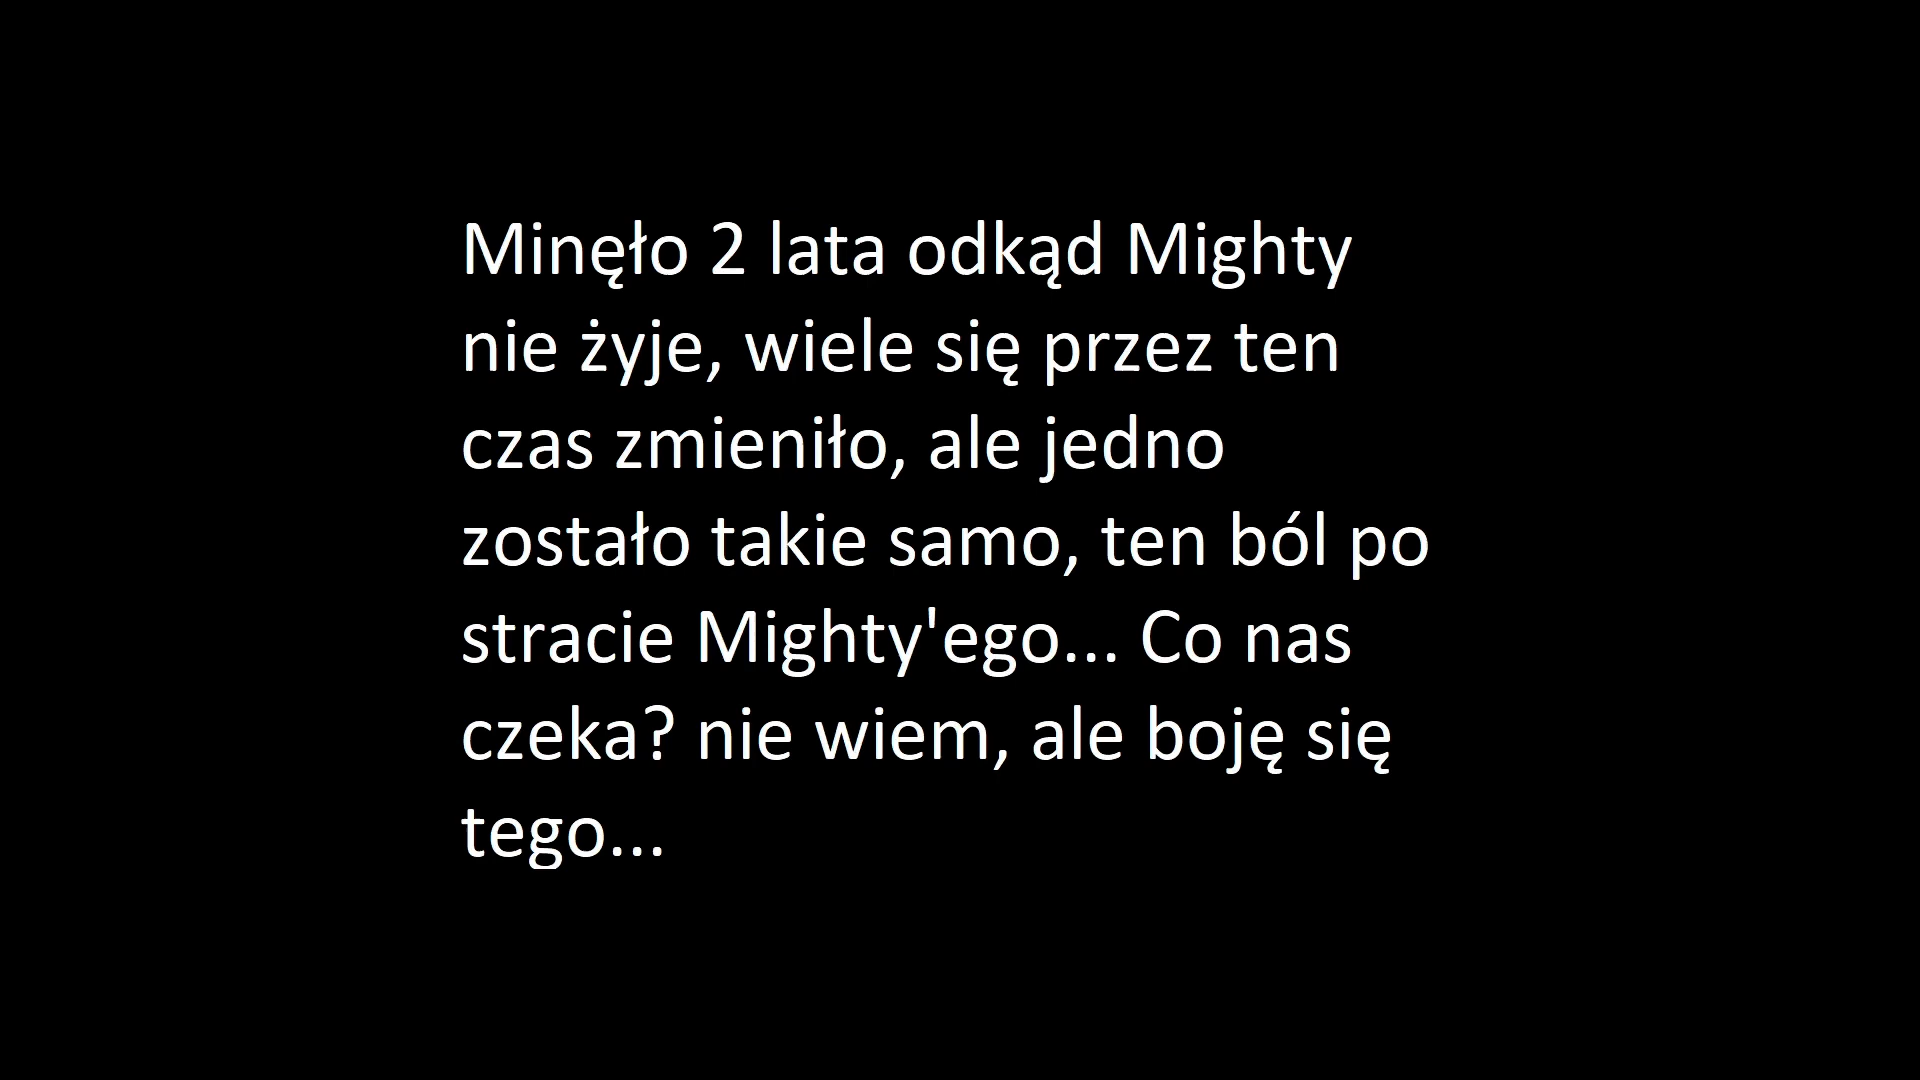 Minęło 2 lata odkąd Mighty
nie żyje, wiele się przez ten
czas zmieniło, ale jedno
zostało takie samo, ten ból po
stracie Mighty'ego... Co nas
czeka? nie wiem, ale boję się
tego...